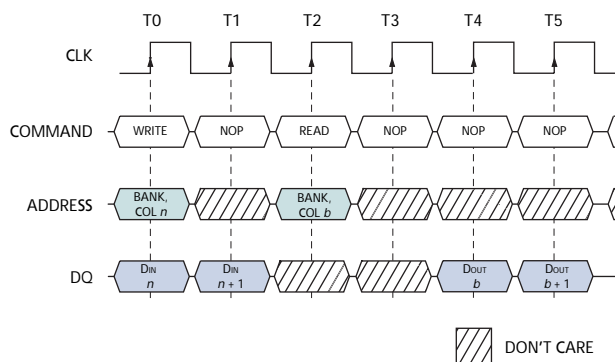 T0 T1 T2 T3 T4 T5
CLK
COMMAND WRITE NOP READ NOP NOP NOP
ADDRESS BANK, COL n BANK, COL b
DQ DIN n DIN n + 1 DOUT b DOUT b + 1
DON'T CARE